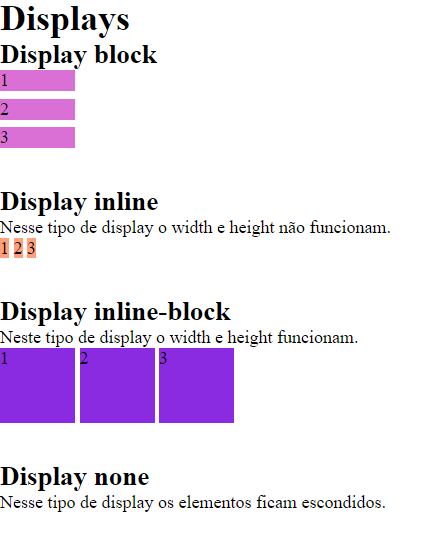 Displays
Display block
1
2
3
Display inline
Nesse tipo de display o width e height não funcionam.
1 2 3
Display inline-block
Neste tipo de display o width e height funcionam.
1 2 3
Display none
Nesse tipo de display os elementos ficam escondidos.